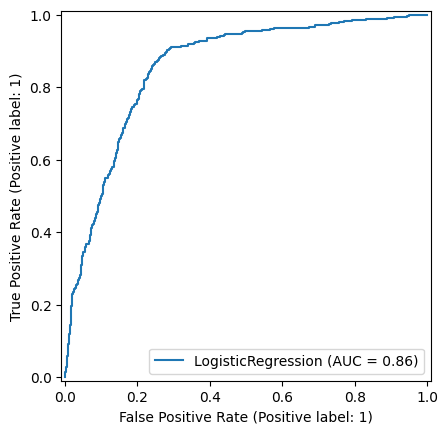 1.0
0.8
0.6
0.4
0.2
0.0
True Positive Rate (Positive label: 1)
LogisticRegression (AUC = 0.86)
0.0 0.2 0.4 0.6 0.8 1.0
False Positive Rate (Positive label: 1)